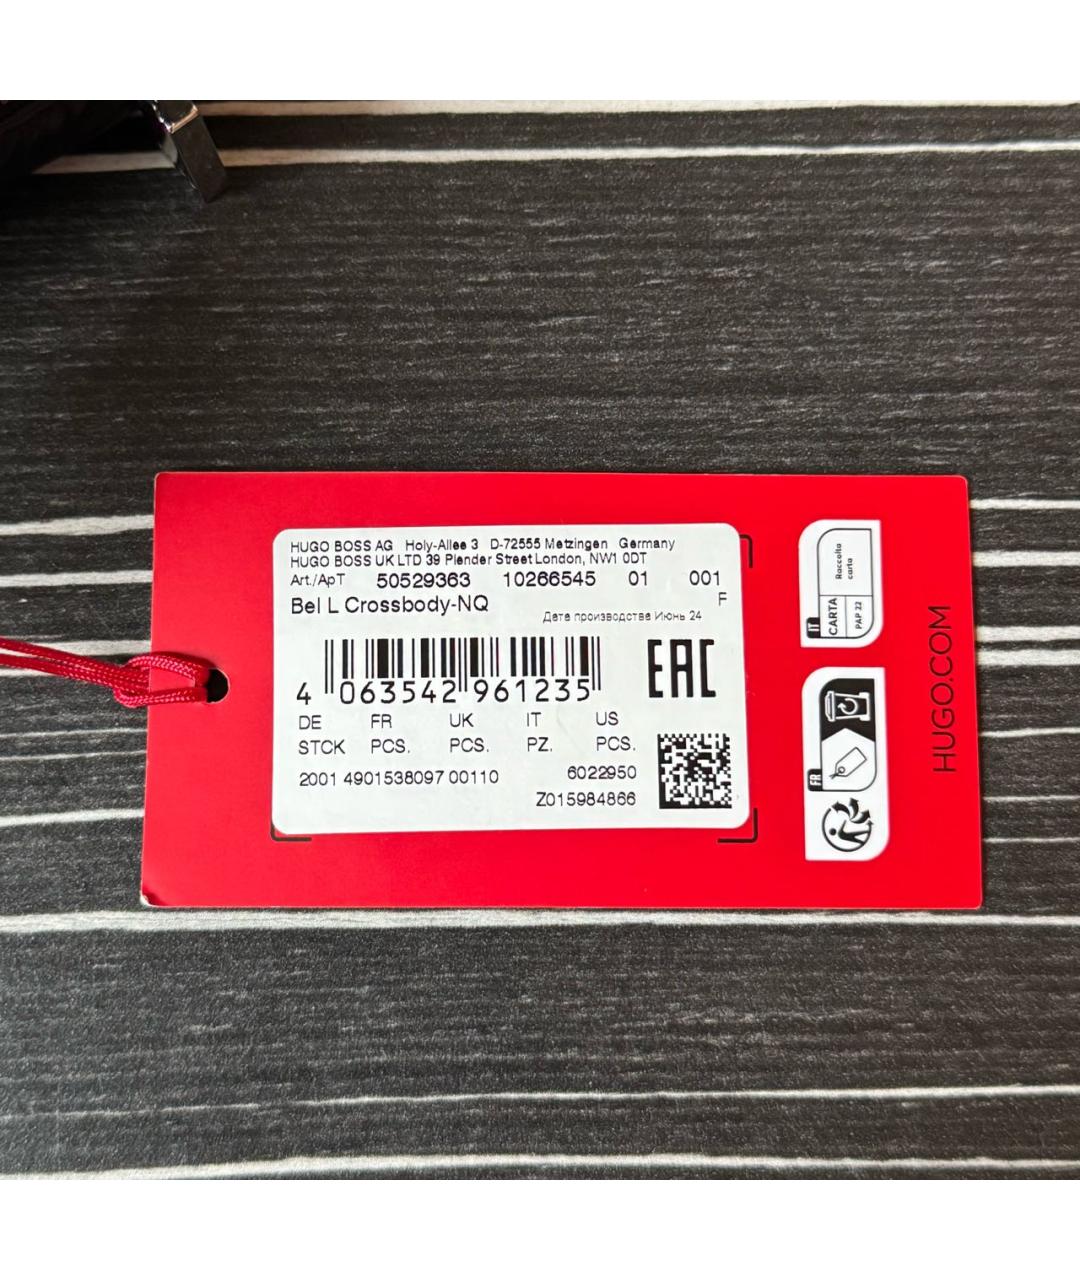 HUGO BOSS AG Holy-Allee 3 D-72555 Metzingen Germany
HUGO BOSS UK LTD 39 Plender Street London, NW1 0DT
Art./АрТ 50529363 10266545 01 001
F
Bel L Crossbody-NQ
Дата производства Июнь 24
4 063542 961235
EAC
DE FR UK IT US
STCK PCS. PCS. PZ. PCS.
2001 4901538097 00110 6022950
Z015984866
IT
CARTA
PAP 22
Raccolta
carta
FR
HUGO.COM